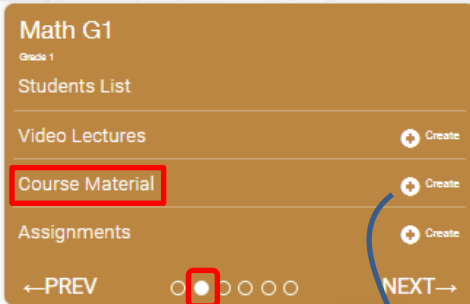 Math G1
Grade 1
Students List
Video Lectures Create
Course Material Create
Assignments Create
←PREV NEXT→